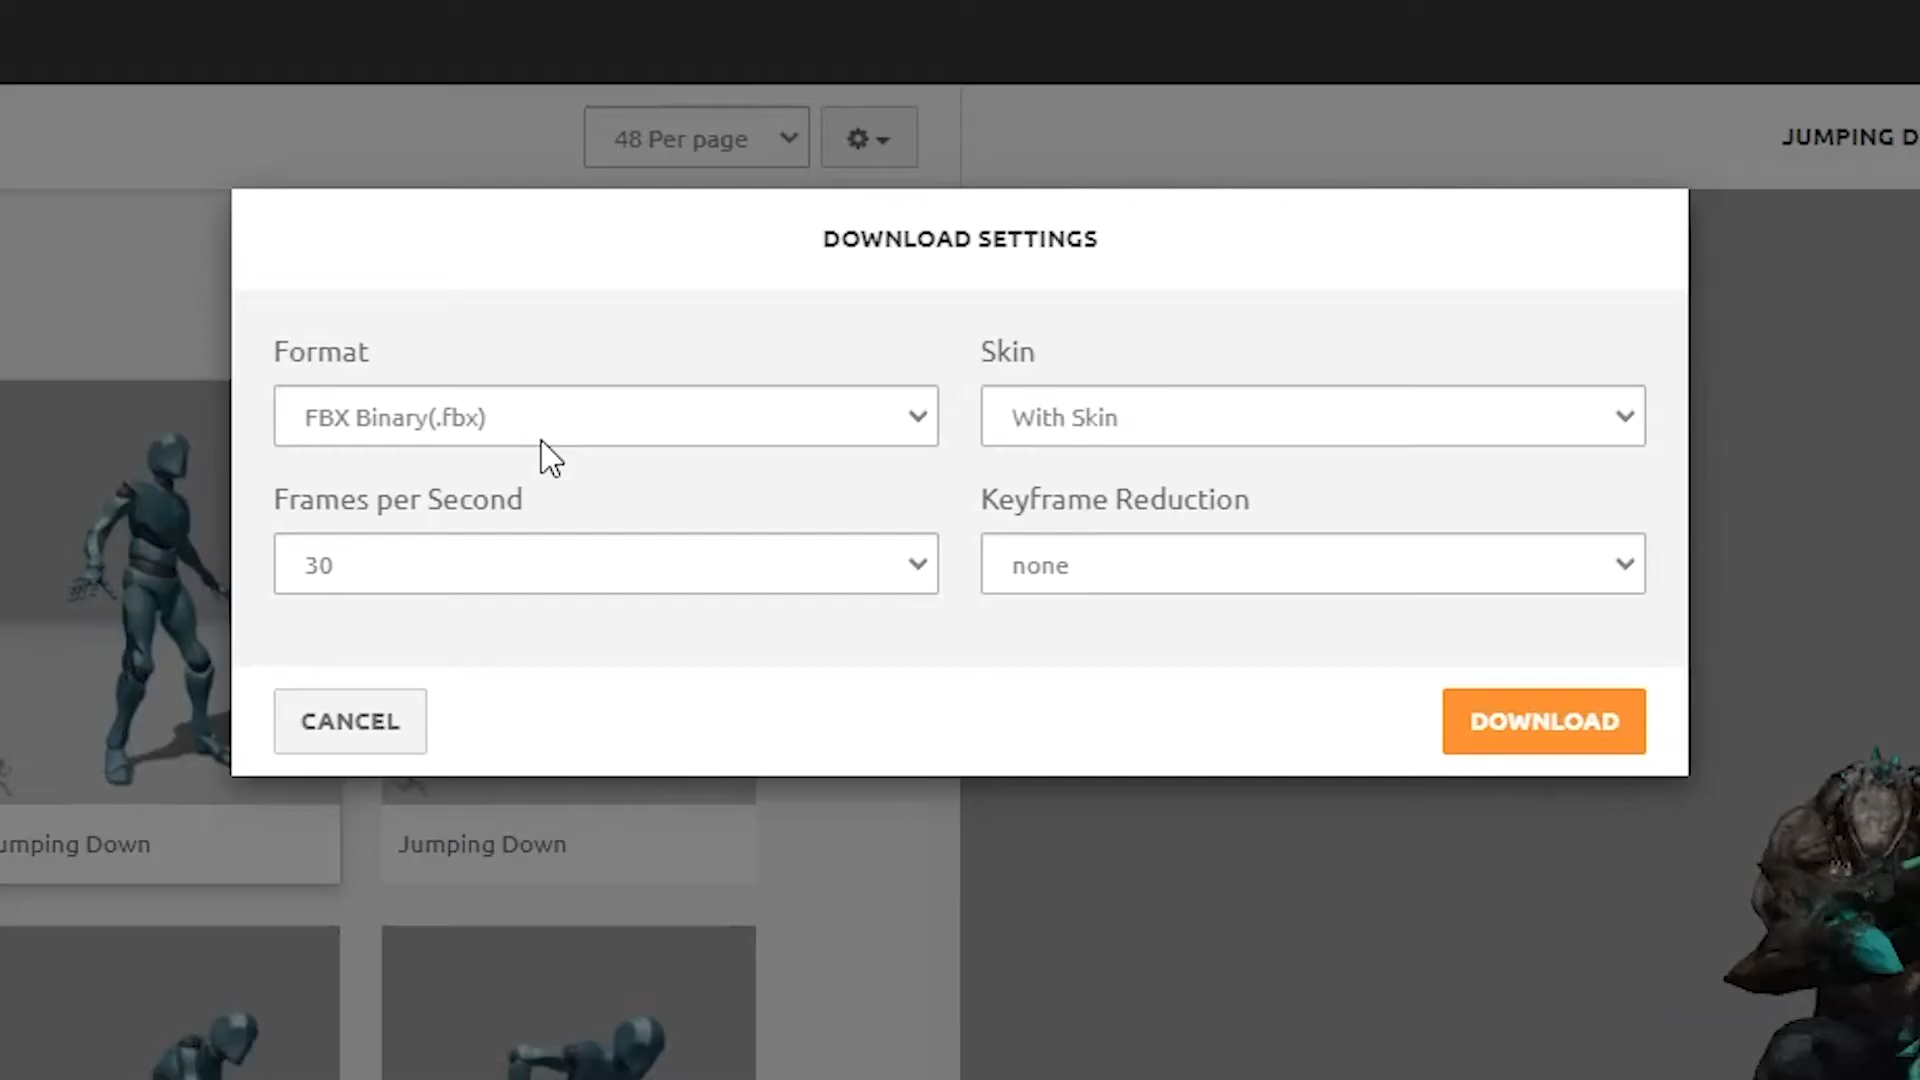 48 Per page
JUMPING D
DOWNLOAD SETTINGS
Format
Skin
FBX Binary(.fbx)
With Skin
Frames per Second
Keyframe Reduction
30
none
CANCEL
DOWNLOAD
umping Down
Jumping Down